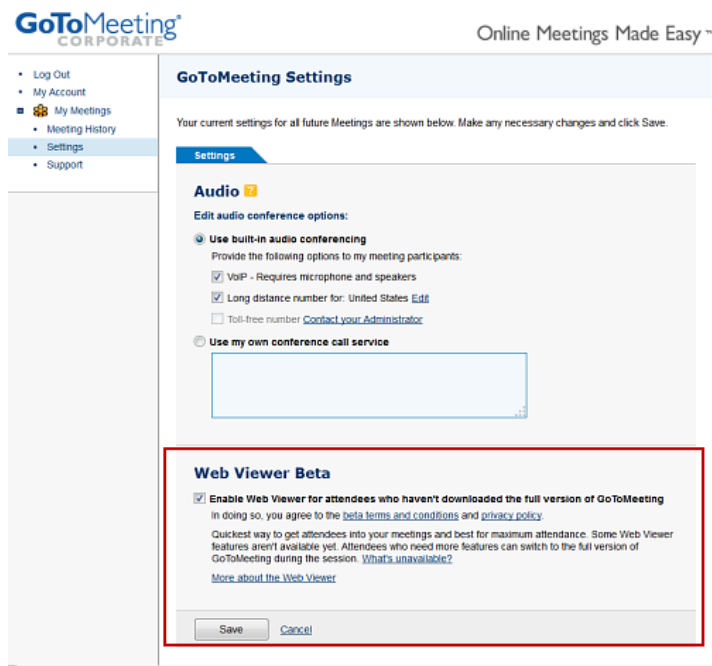 GoToMeeting®
CORPORATE
Online Meetings Made Easy ™
• Log Out
• My Account
My Meetings
• Meeting History
• Settings
• Support
GoToMeeting Settings
Your current settings for all future Meetings are shown below. Make any necessary changes and click Save.
Settings
Audio ?
Edit audio conference options:
Use built-in audio conferencing
Provide the following options to my meeting participants:
VoIP - Requires microphone and speakers
Long distance number for: United States Edit
Toll-free number Contact your Administrator
Use my own conference call service
Web Viewer Beta
Enable Web Viewer for attendees who haven't downloaded the full version of GoToMeeting
In doing so, you agree to the beta terms and conditions and privacy policy.
Quickest way to get attendees into your meetings and best for maximum attendance. Some Web Viewer
features aren't available yet. Attendees who need more features can switch to the full version of
GoToMeeting during the session. What's unavailable?
More about the Web Viewer
Save Cancel